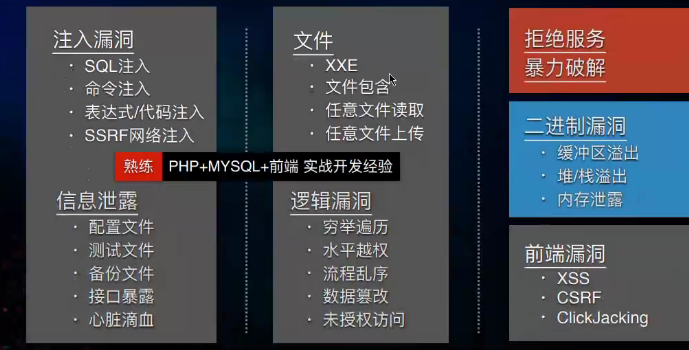 注入漏洞
· SQL注入
· 命令注入
· 表达式/代码注入
· SSRF网络注入
文件
· XXE
· 文件包含
· 任意文件读取
· 任意文件上传
拒绝服务
暴力破解
二进制漏洞
· 缓冲区溢出
· 堆/栈溢出
· 内存泄露
熟练 PHP+MYSQL+前端 实战开发经验
信息泄露
· 配置文件
· 测试文件
· 备份文件
· 接口暴露
· 心脏滴血
逻辑漏洞
· 穷举遍历
· 水平越权
· 流程乱序
· 数据篡改
· 未授权访问
前端漏洞
· XSS
· CSRF
· ClickJacking